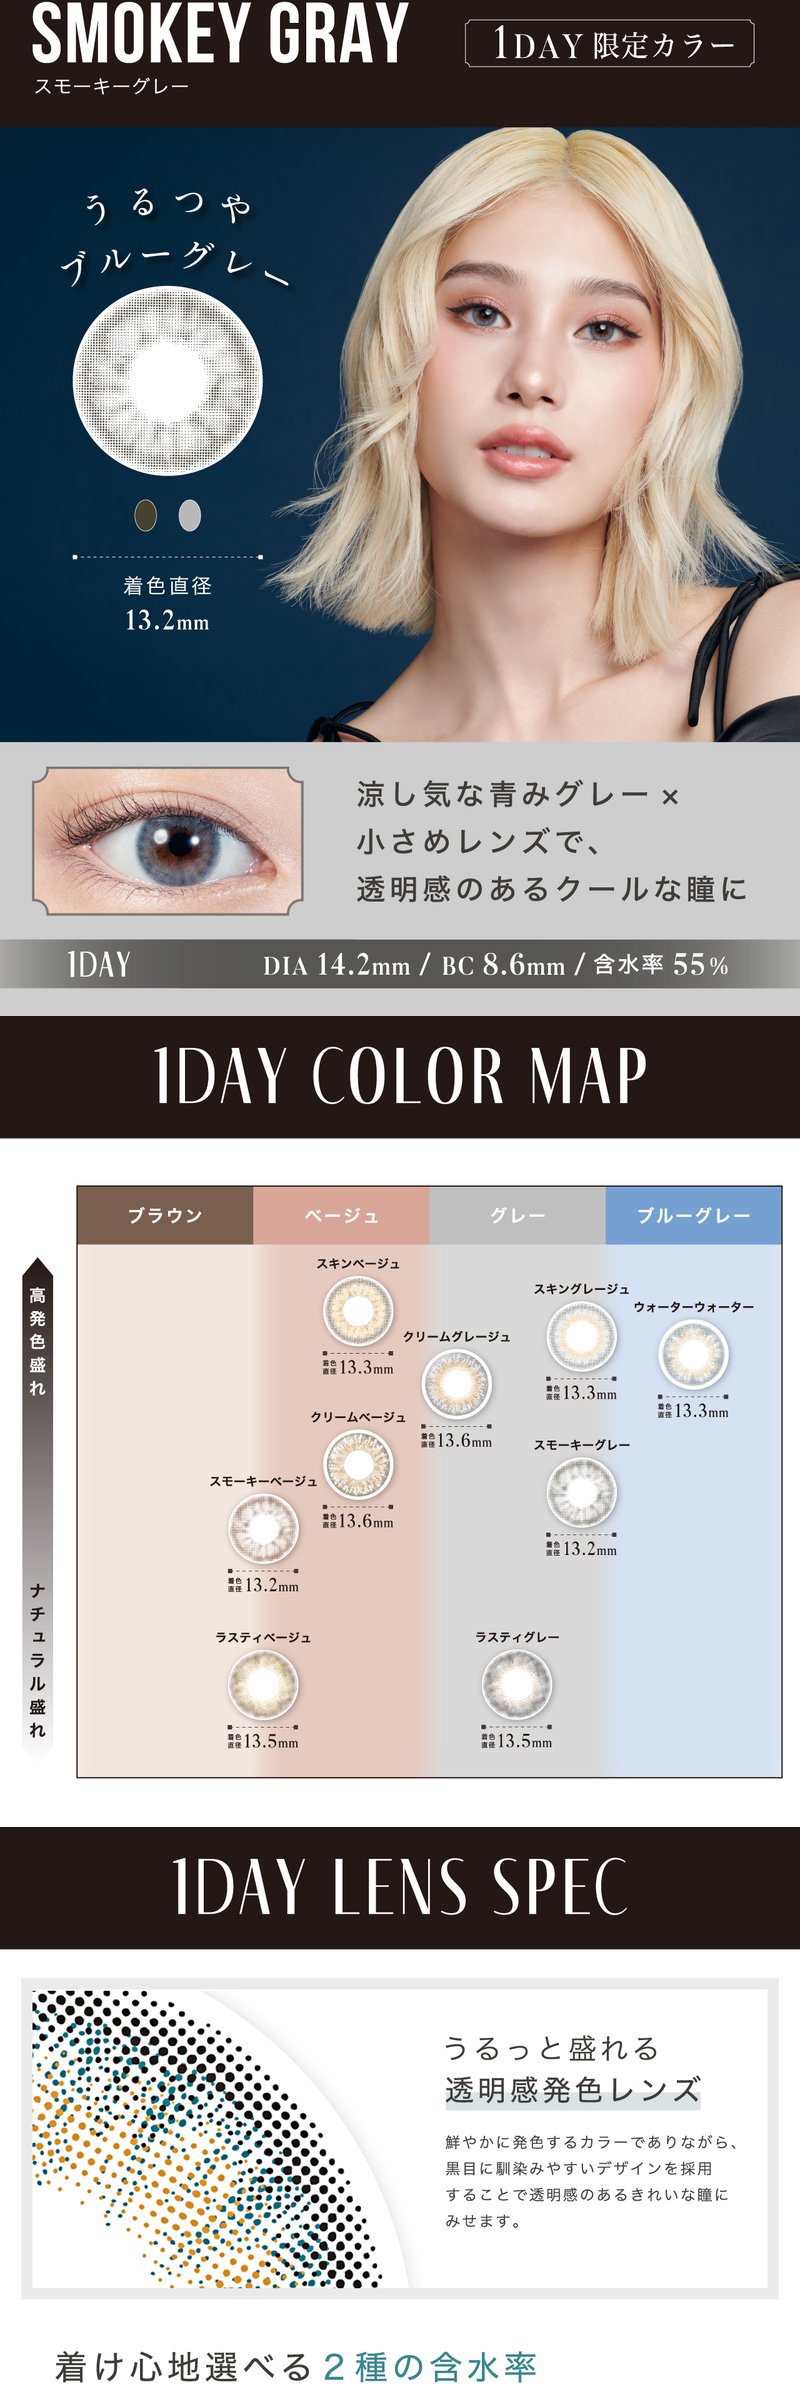 SMOKEY GRAY
スモーキーグレー
1DAY 限定カラー
うるつや
ブルーグレー
着色直径
13.2mm
涼し気な青みグレー×
小さめレンズで、
透明感のあるクールな瞳に
1DAY DIA 14.2mm / BC 8.6mm / 含水率 55%
1DAY COLOR MAP
ブラウン ベージュ グレー ブルーグレー
高発色盛れ
ナチュラル盛れ
スキンベージュ
着色直径 13.3mm
スキングレージュ
着色直径 13.3mm
ウォーターウォーター
着色直径 13.3mm
クリームグレージュ
着色直径 13.6mm
クリームベージュ
着色直径 13.6mm
スモーキーグレー
着色直径 13.2mm
スモーキーベージュ
着色直径 13.2mm
ラスティベージュ
着色直径 13.5mm
ラスティグレー
着色直径 13.5mm
1DAY LENS SPEC
うるっと盛れる
透明感発色レンズ
鮮やかに発色するカラーでありながら、
黒目に馴染みやすいデザインを採用
することで透明感のあるきれいな瞳に
みせます。
着け心地選べる2種の含水率